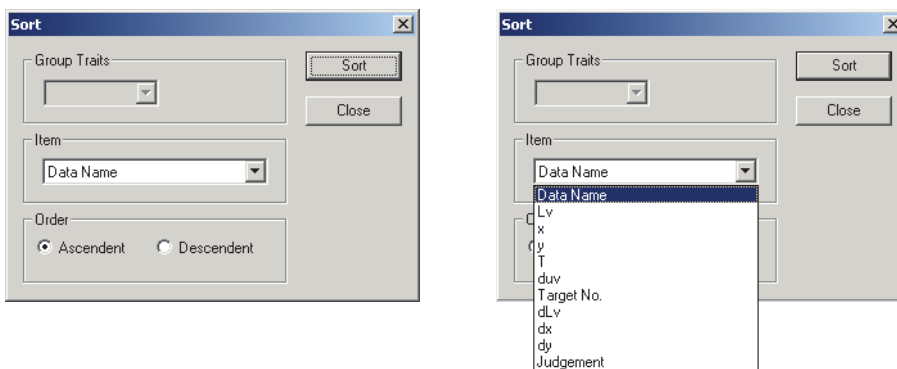 Sort
Group Traits
Sort
Close
Item
Data Name
Order
Ascendent Descendent
Sort
Group Traits
Sort
Close
Item
Data Name
Data Name
Lv
x
y
T
duv
Target No.
dLv
dx
dy
Judgement